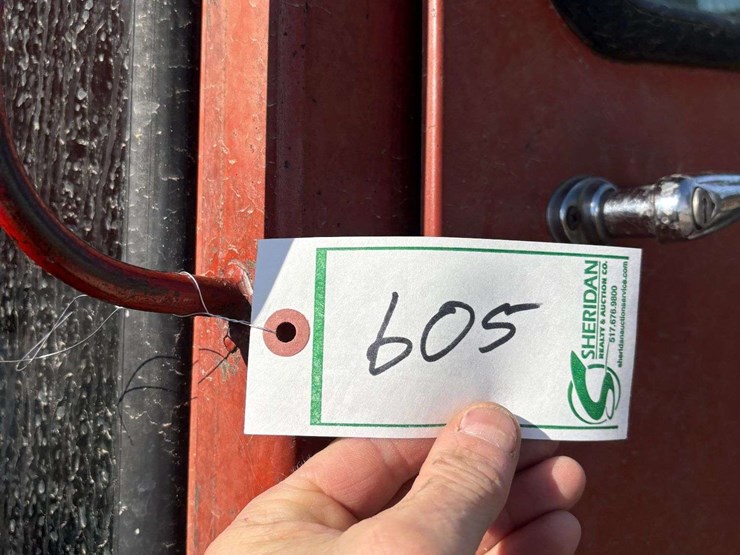 605
SHERIDAN
REALTY & AUCTION CO.
517.676.9800
sheridanauctionservice.com